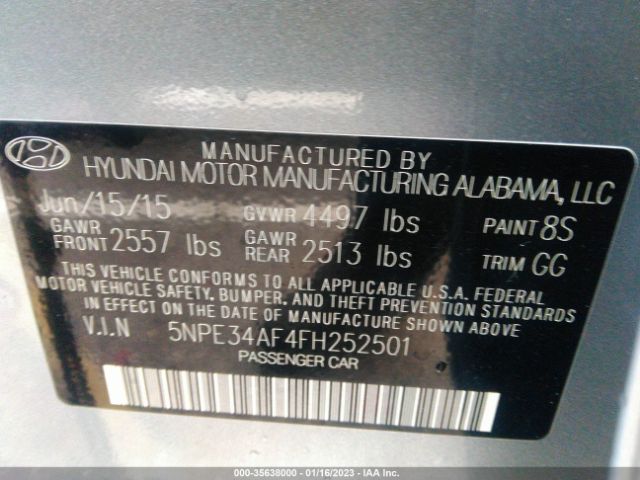 MANUFACTURED BY
HYUNDAI MOTOR MANUFACTURING ALABAMA, LLC
Jun/15/15 GVWR 4497 lbs PAINT 8S
GAWR FRONT 2557 lbs GAWR REAR 2513 lbs TRIM GG
THIS VEHICLE CONFORMS TO ALL APPLICABLE U.S.A. FEDERAL
MOTOR VEHICLE SAFETY, BUMPER, AND THEFT PREVENTION STANDARDS
IN EFFECT ON THE DATE OF MANUFACTURE SHOWN ABOVE
V.I.N 5NPE34AF4FH252501
PASSENGER CAR
000-35638000 - 01/16/2023 - IAA Inc.